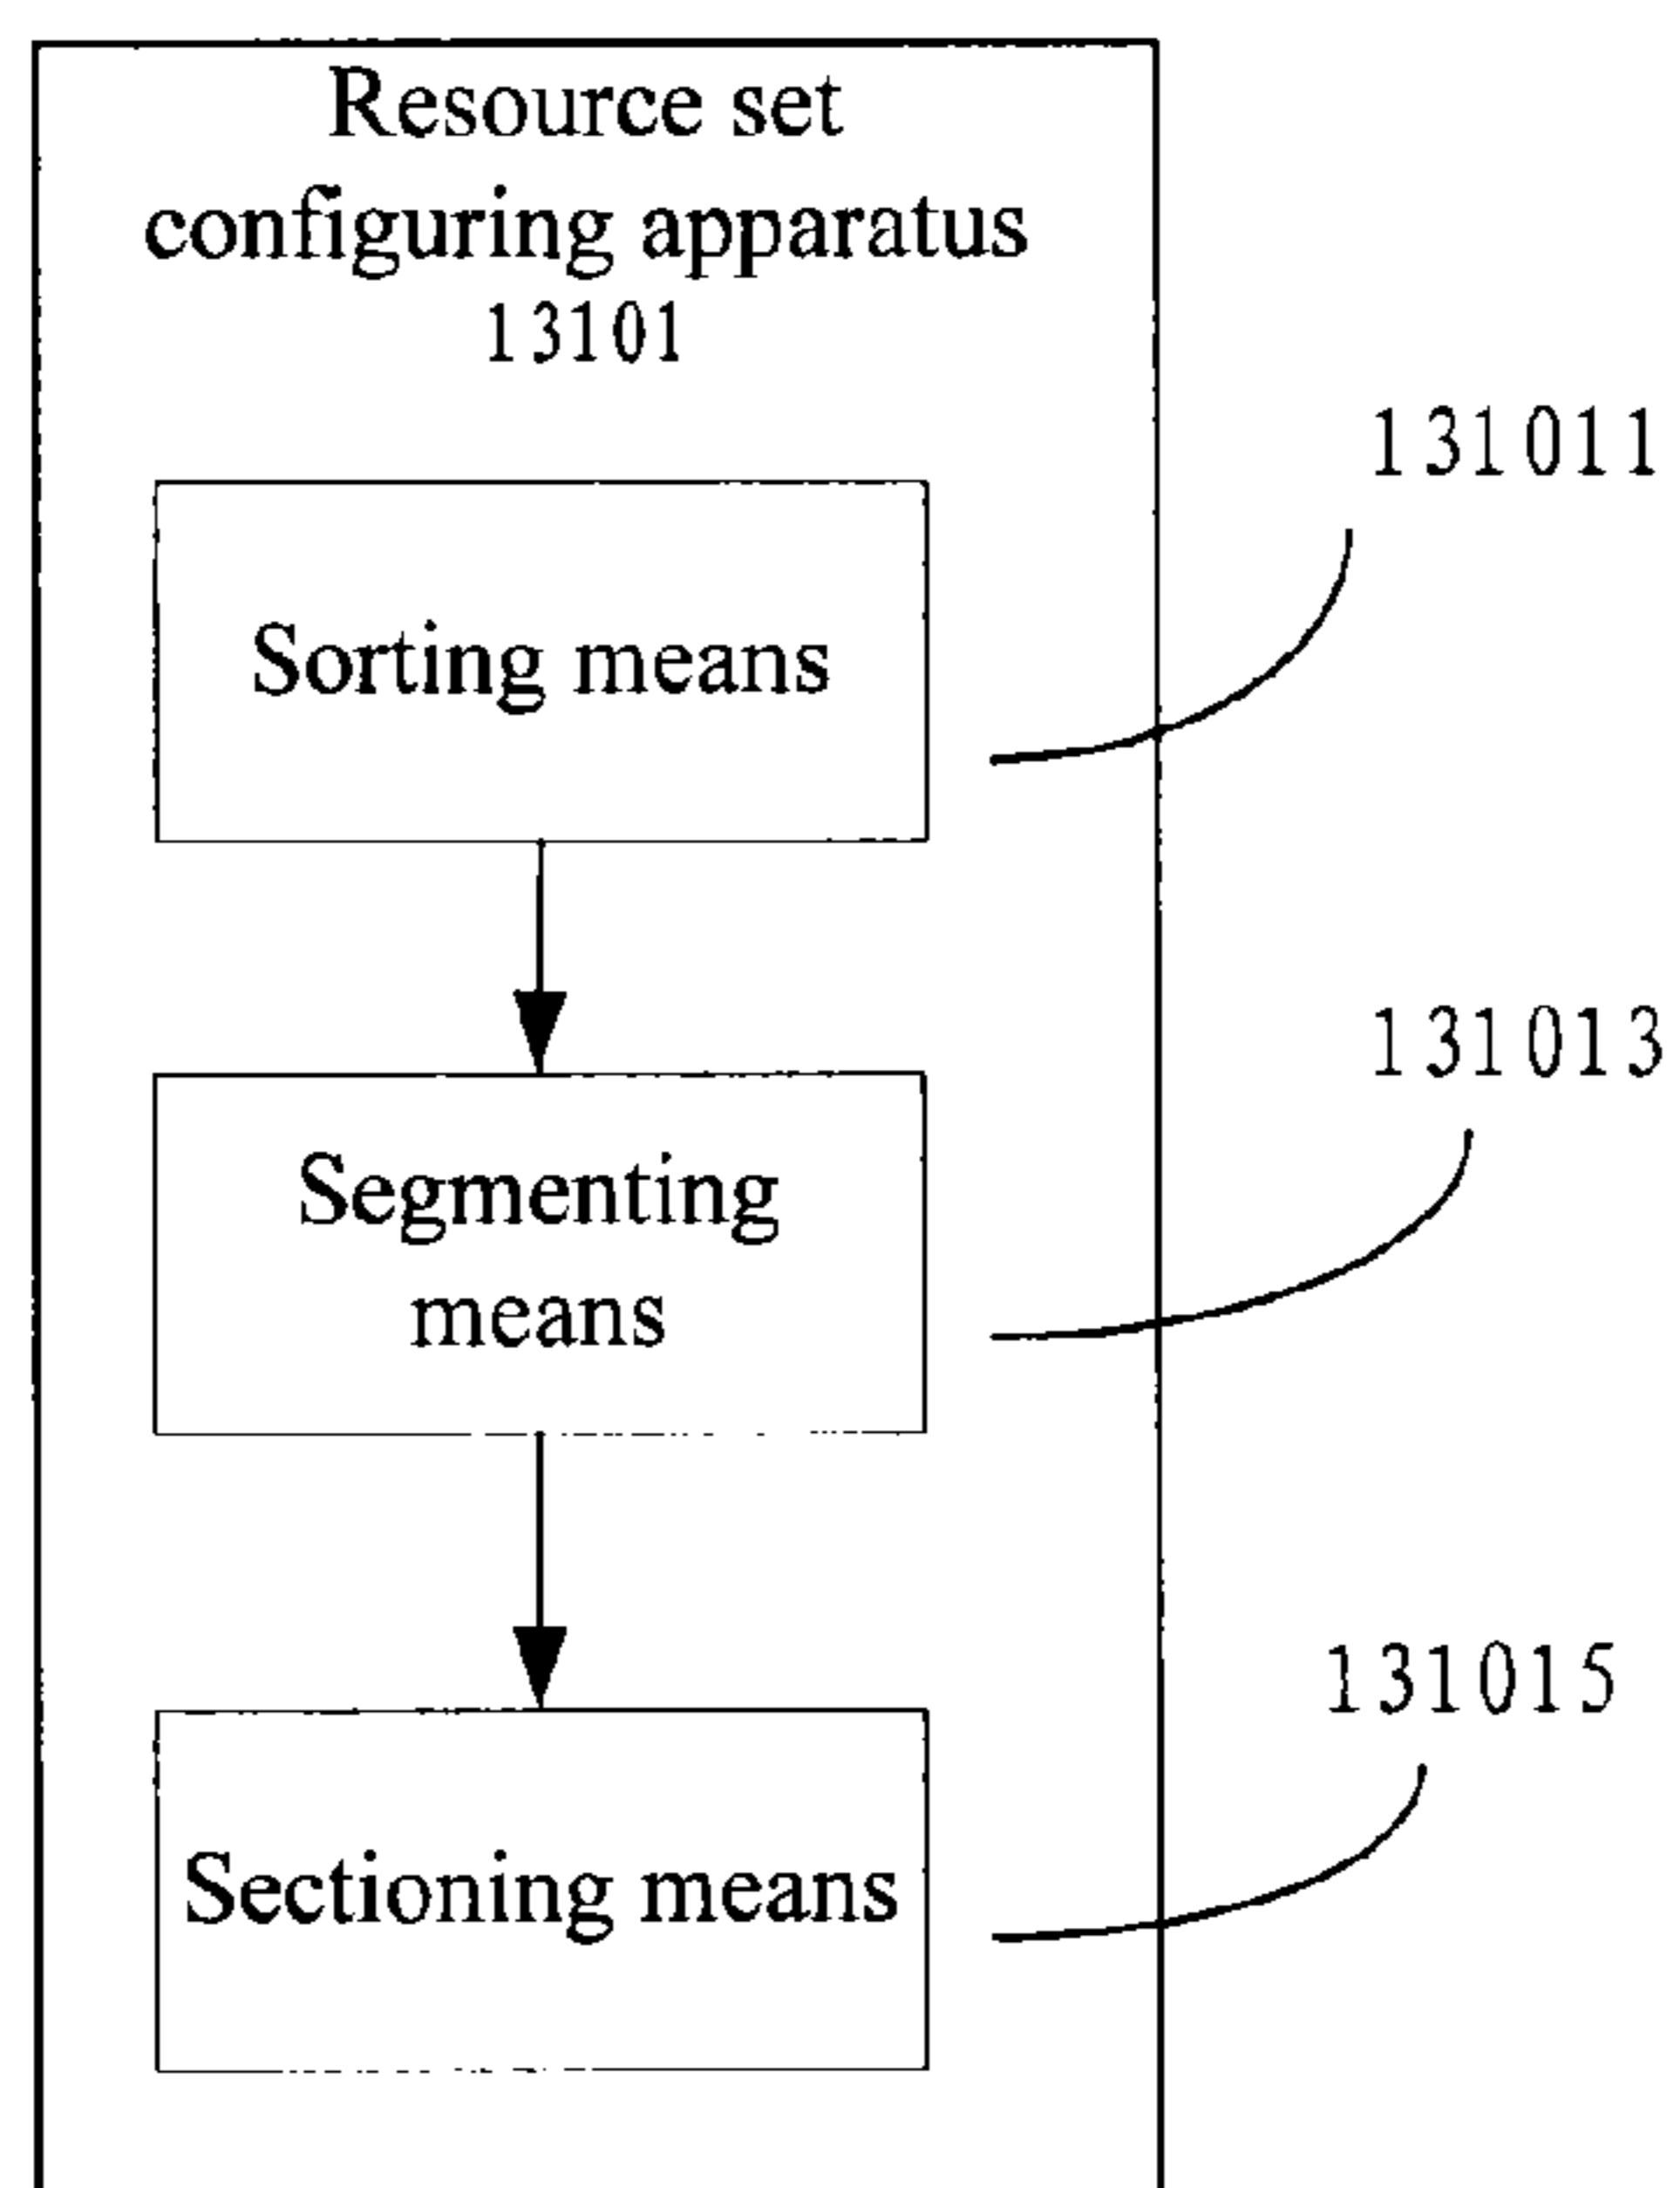 Resource set
configuring apparatus
13101
131011
Sorting means
131013
Segmenting
means
131015
Sectioning means